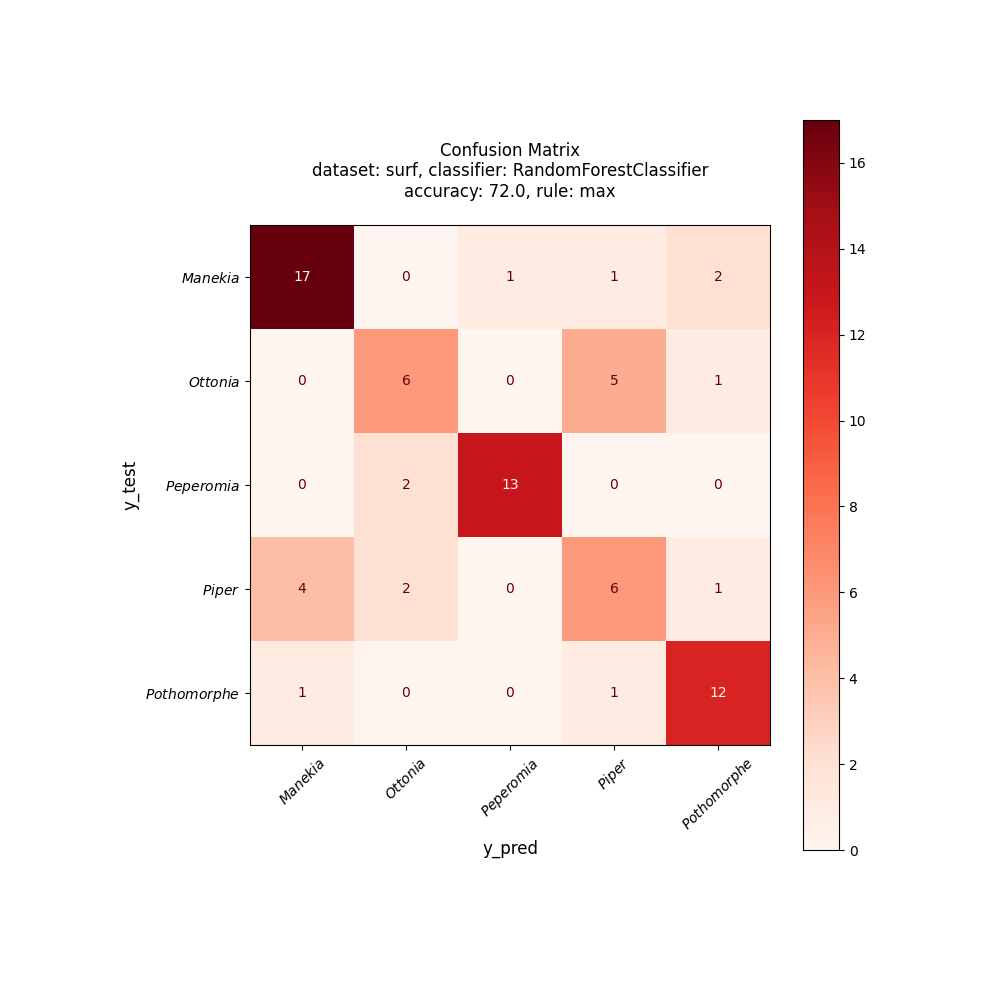 Confusion Matrix
dataset: surf, classifier: RandomForestClassifier
accuracy: 72.0, rule: max
y_test
Manekia 17 0 1 1 2
Ottonia 0 6 0 5 1
Peperomia 0 2 13 0 0
Piper 4 2 0 6 1
Pothomorphe 1 0 0 1 12
Manekia Ottonia Peperomia Piper Pothomorphe
y_pred
16
14
12
10
8
6
4
2
0